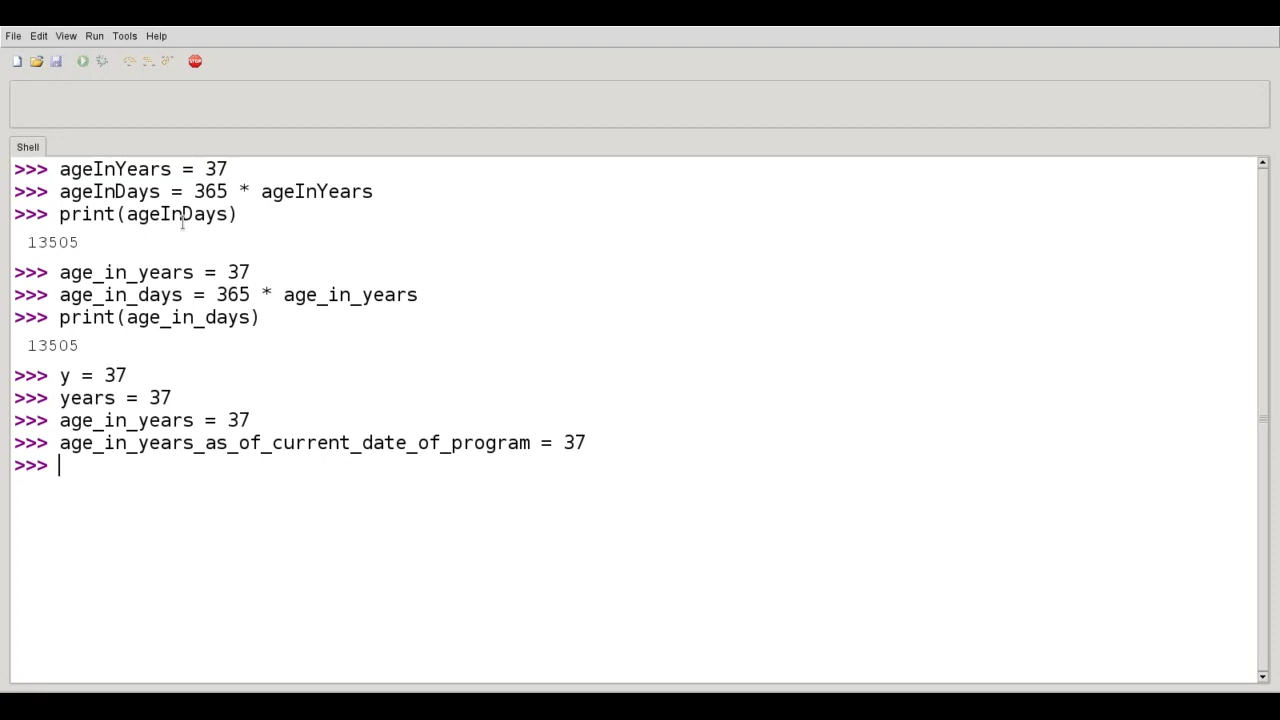 File Edit View Run Tools Help
STOP
Shell
>>> ageInYears = 37
>>> ageInDays = 365 * ageInYears
>>> print(ageInDays)
13505
>>> age_in_years = 37
>>> age_in_days = 365 * age_in_years
>>> print(age_in_days)
13505
>>> y = 37
>>> years = 37
>>> age_in_years = 37
>>> age_in_years_as_of_current_date_of_program = 37
>>>